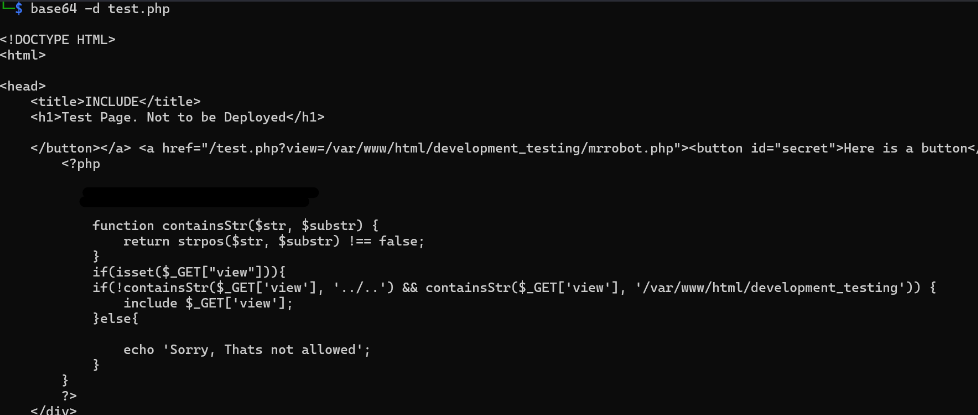 └─$ base64 -d test.php
<!DOCTYPE HTML>
<html>
<head>
<title>INCLUDE</title>
<h1>Test Page. Not to be Deployed</h1>
</button></a> <a href="/test.php?view=/var/www/html/development_testing/mrrobot.php"><button id="secret">Here is a button</
<?php
function containsStr($str, $substr) {
return strpos($str, $substr) !== false;
}
if(isset($_GET["view"])){
if(!containsStr($_GET['view'], '../..') && containsStr($_GET['view'], '/var/www/html/development_testing')) {
include $_GET['view'];
}else{
echo 'Sorry, Thats not allowed';
}
}
?>
</div>